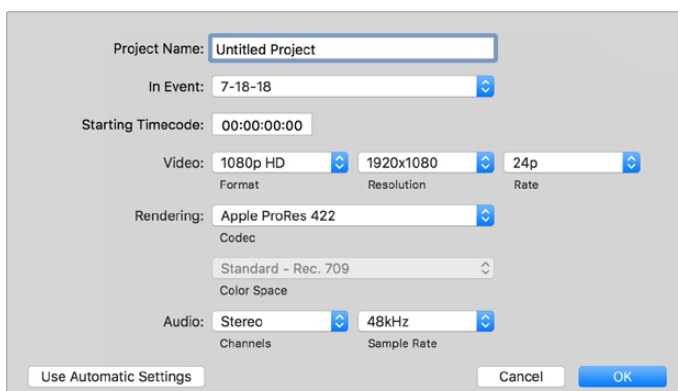 Project Name: Untitled Project
In Event: 7-18-18
Starting Timecode: 00:00:00:00
Video: 1080p HD 1920x1080 24p
Format Resolution Rate
Rendering: Apple ProRes 422
Codec
Standard - Rec. 709
Color Space
Audio: Stereo 48kHz
Channels Sample Rate
Use Automatic Settings Cancel OK